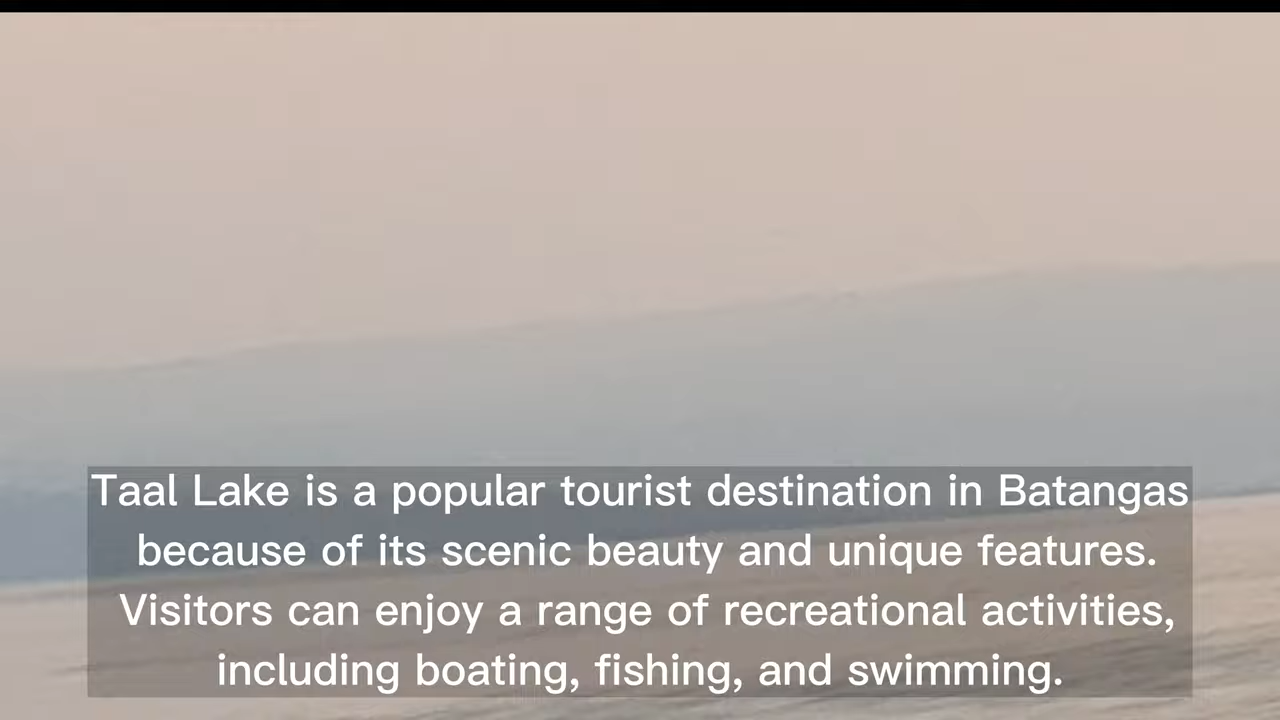 Taal Lake is a popular tourist destination in Batangas
because of its scenic beauty and unique features.
Visitors can enjoy a range of recreational activities,
including boating, fishing, and swimming.